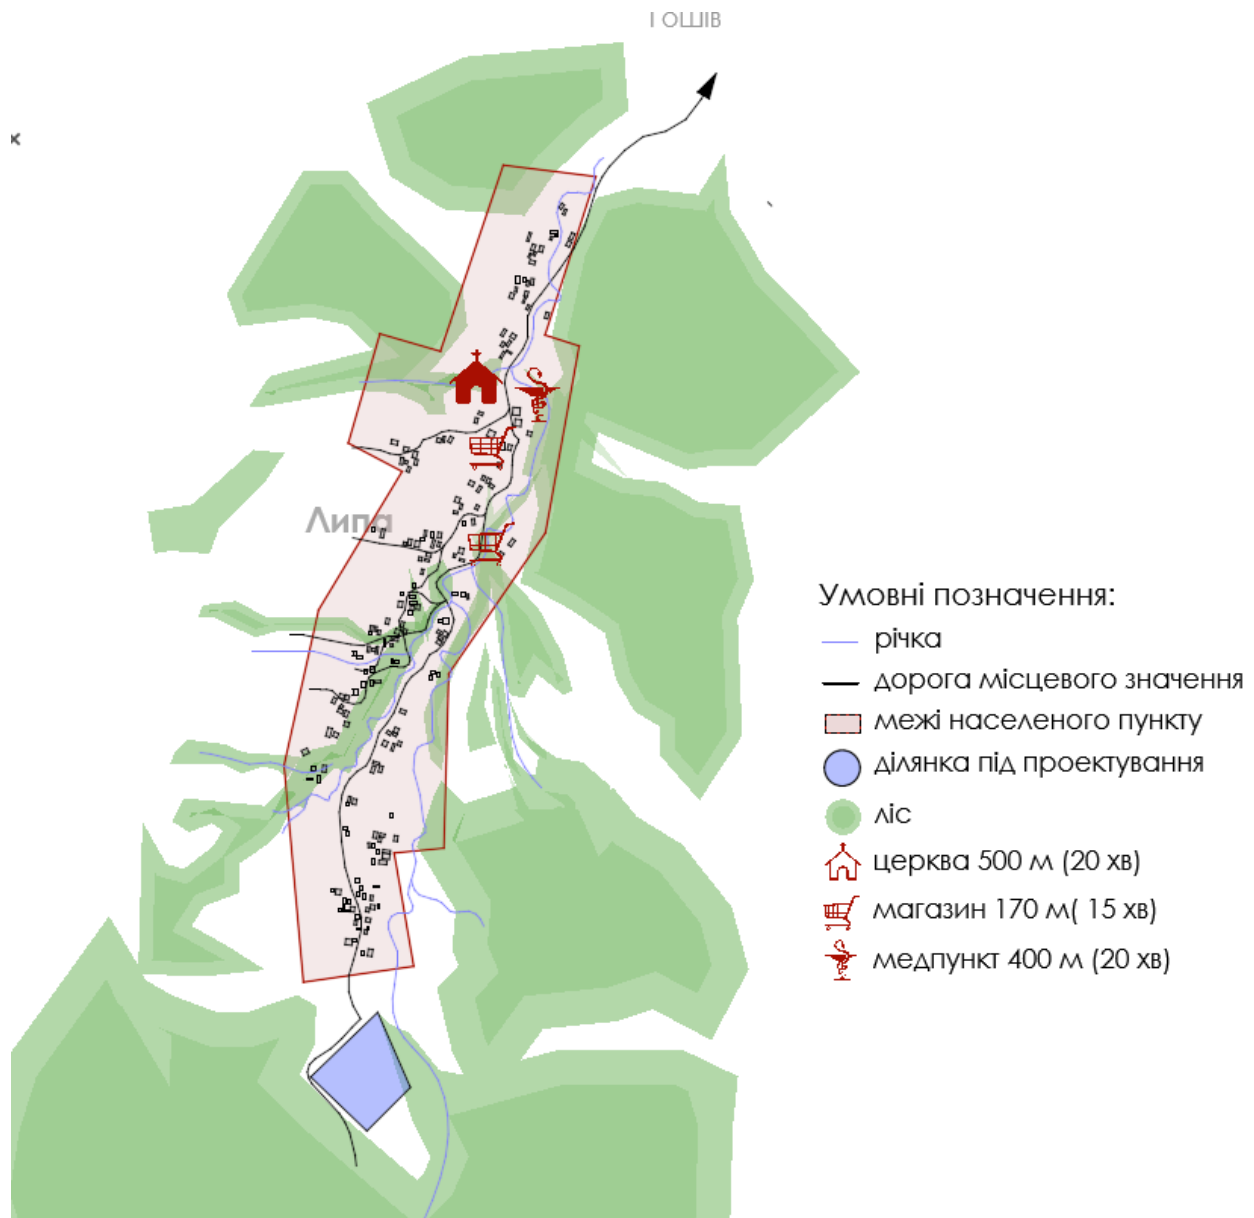 Липа
Умовні позначення:
річка
дорога місцевого значення
межі населеного пункту
ділянка під проектування
ліс
церква 500 м (20 хв)
магазин 170 м( 15 хв)
медпункт 400 м (20 хв)